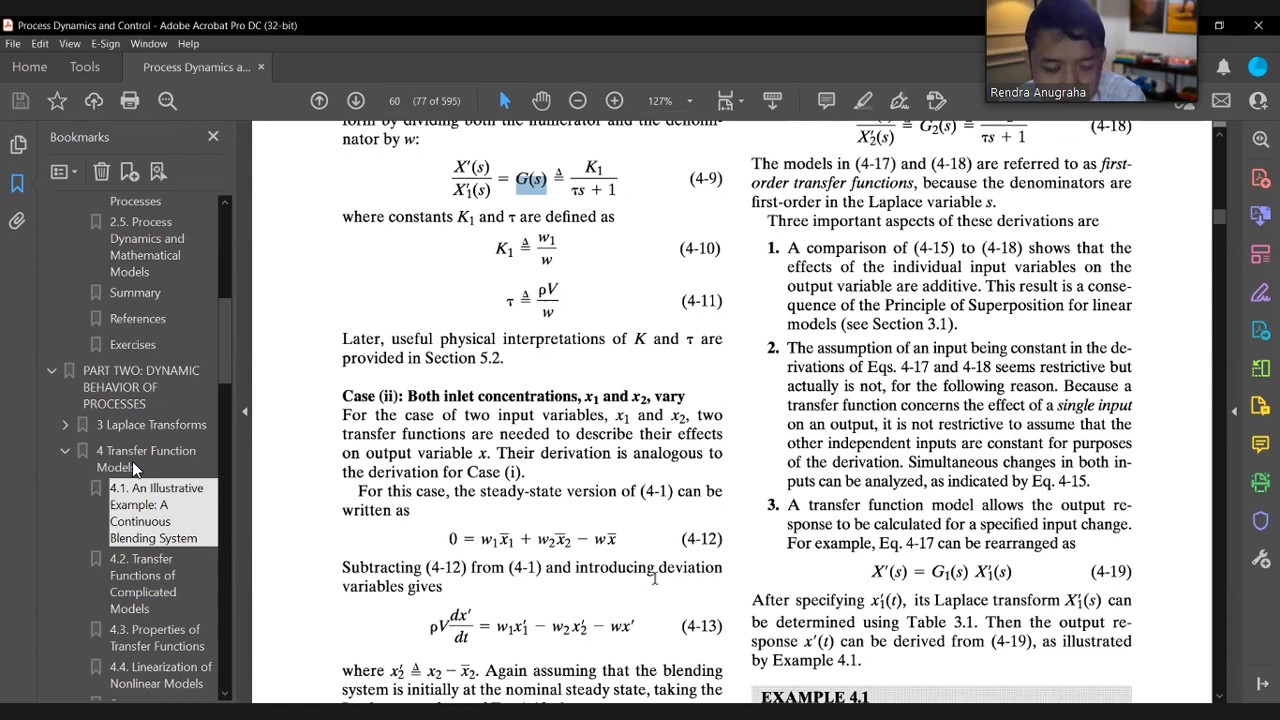 Process Dynamics and Control - Adobe Acrobat Pro DC (32-bit)
File Edit View E-Sign Window Help
Home Tools Process Dynamics a... ×
60 (77 of 595) 127%
Rendra Anugraha
Bookmarks
Processes
2.5. Process
Dynamics and
Mathematical
Models
Summary
References
Exercises
PART TWO: DYNAMIC
BEHAVIOR OF
PROCESSES
3 Laplace Transforms
4 Transfer Function
Models
4.1. An Illustrative
Example: A
Continuous
Blending System
4.2. Transfer
Functions of
Complicated
Models
4.3. Properties of
Transfer Functions
4.4. Linearization of
Nonlinear Models
form by dividing both the numerator and the denomi-
nator by w:
X′(s)/X′₁(s) = G(s) ≜ K₁/(τs + 1) (4-9)
where constants K₁ and τ are defined as
K₁ ≜ w₁/w (4-10)
τ ≜ ρV/w (4-11)
Later, useful physical interpretations of K and τ are
provided in Section 5.2.
Case (ii): Both inlet concentrations, x₁ and x₂, vary
For the case of two input variables, x₁ and x₂, two
transfer functions are needed to describe their effects
on output variable x. Their derivation is analogous to
the derivation for Case (i).
For this case, the steady-state version of (4-1) can be
written as
0 = w₁x̄₁ + w₂x̄₂ − wx̄ (4-12)
Subtracting (4-12) from (4-1) and introducing deviation
variables gives
ρV dx′/dt = w₁x′₁ − w₂x′₂ − wx′ (4-13)
where x′₂ ≜ x₂ − x̄₂. Again assuming that the blending
system is initially at the nominal steady state, taking the
X′₂(s) ≜ G₂(s) τs + 1 (4-18)
The models in (4-17) and (4-18) are referred to as first-
order transfer functions, because the denominators are
first-order in the Laplace variable s.
Three important aspects of these derivations are
1. A comparison of (4-15) to (4-18) shows that the
effects of the individual input variables on the
output variable are additive. This result is a conse-
quence of the Principle of Superposition for linear
models (see Section 3.1).
2. The assumption of an input being constant in the de-
rivations of Eqs. 4-17 and 4-18 seems restrictive but
actually is not, for the following reason. Because a
transfer function concerns the effect of a single input
on an output, it is not restrictive to assume that the
other independent inputs are constant for purposes
of the derivation. Simultaneous changes in both in-
puts can be analyzed, as indicated by Eq. 4-15.
3. A transfer function model allows the output re-
sponse to be calculated for a specified input change.
For example, Eq. 4-17 can be rearranged as
X′(s) = G₁(s) X′₁(s) (4-19)
After specifying x′₁(t), its Laplace transform X′₁(s) can
be determined using Table 3.1. Then the output re-
sponse x′(t) can be derived from (4-19), as illustrated
by Example 4.1.
EXAMPLE 4.1